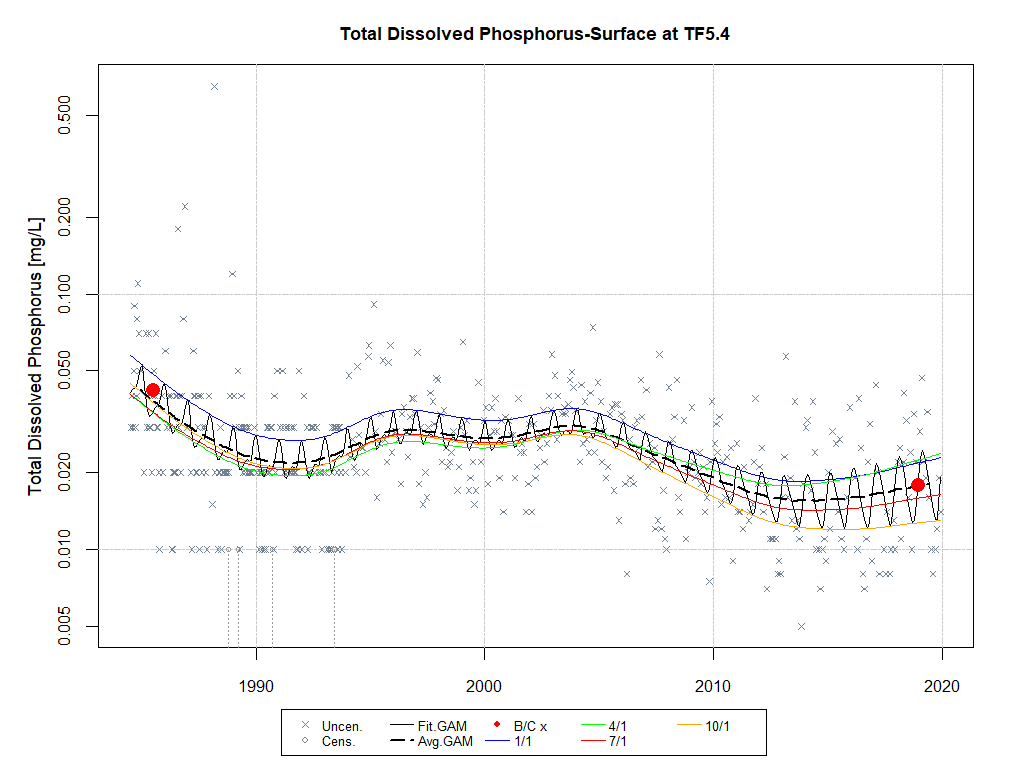 Total Dissolved Phosphorus-Surface at TF5.4
Total Dissolved Phosphorus [mg/L]
0.500
0.200
0.100
0.050
0.020
0.010
0.005
1990 2000 2010 2020
Uncen. Fit.GAM B/C x 4/1 10/1
Cens. Avg.GAM 1/1 7/1